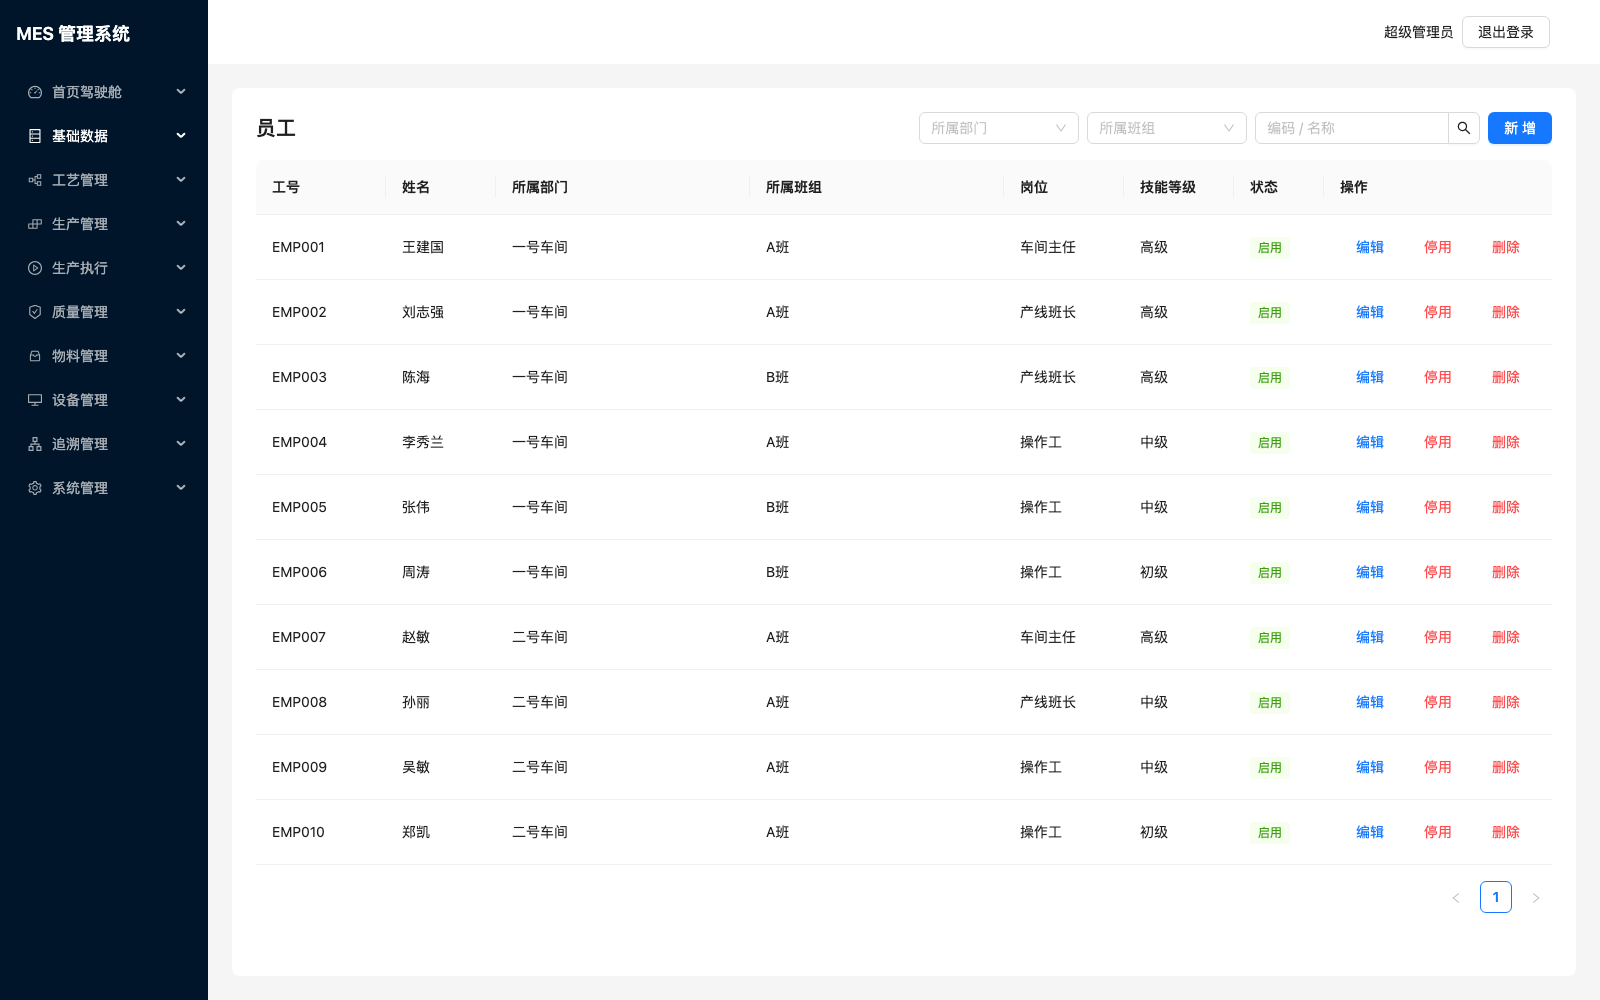 MES 管理系统
首页驾驶舱
基础数据
工艺管理
生产管理
生产执行
质量管理
物料管理
设备管理
追溯管理
系统管理
超级管理员 退出登录
员工 所属部门 所属班组 编码 / 名称 新 增
工号 姓名 所属部门 所属班组 岗位 技能等级 状态 操作
EMP001 王建国 一号车间 A班 车间主任 高级 启用 编辑 停用 删除
EMP002 刘志强 一号车间 A班 产线班长 高级 启用 编辑 停用 删除
EMP003 陈海 一号车间 B班 产线班长 高级 启用 编辑 停用 删除
EMP004 李秀兰 一号车间 A班 操作工 中级 启用 编辑 停用 删除
EMP005 张伟 一号车间 B班 操作工 中级 启用 编辑 停用 删除
EMP006 周涛 一号车间 B班 操作工 初级 启用 编辑 停用 删除
EMP007 赵敏 二号车间 A班 车间主任 高级 启用 编辑 停用 删除
EMP008 孙丽 二号车间 A班 产线班长 中级 启用 编辑 停用 删除
EMP009 吴敏 二号车间 A班 操作工 中级 启用 编辑 停用 删除
EMP010 郑凯 二号车间 A班 操作工 初级 启用 编辑 停用 删除
1